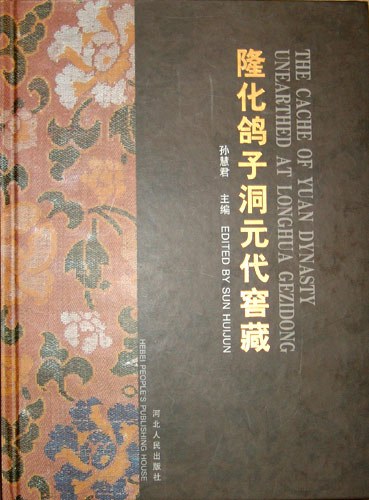 THE CACHE OF YUAN DYNASTY
UNEARTHED AT LONGHUA GEZIDONG
隆化鸽子洞元代窖藏
孙慧君 主编 EDITED BY SUN HUIJUN
河北人民出版社
HEBEI PEOPLE'S PUBLISHING HOUSE